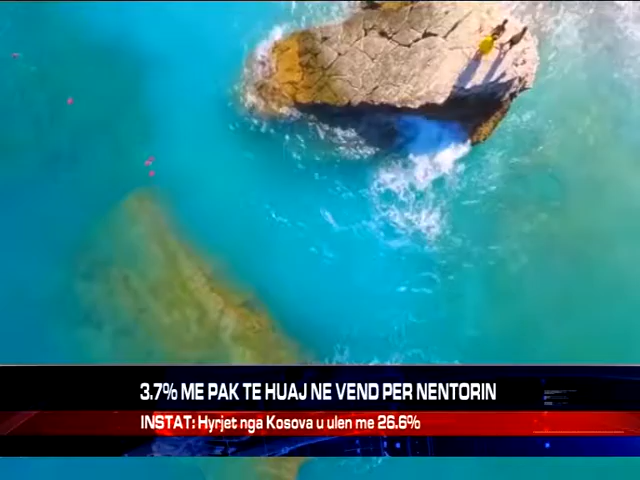 3.7% ME PAK TE HUAJ NE VEND PER NENTORIN
INSTAT: Hyrjet nga Kosova u ulen me 26.6%